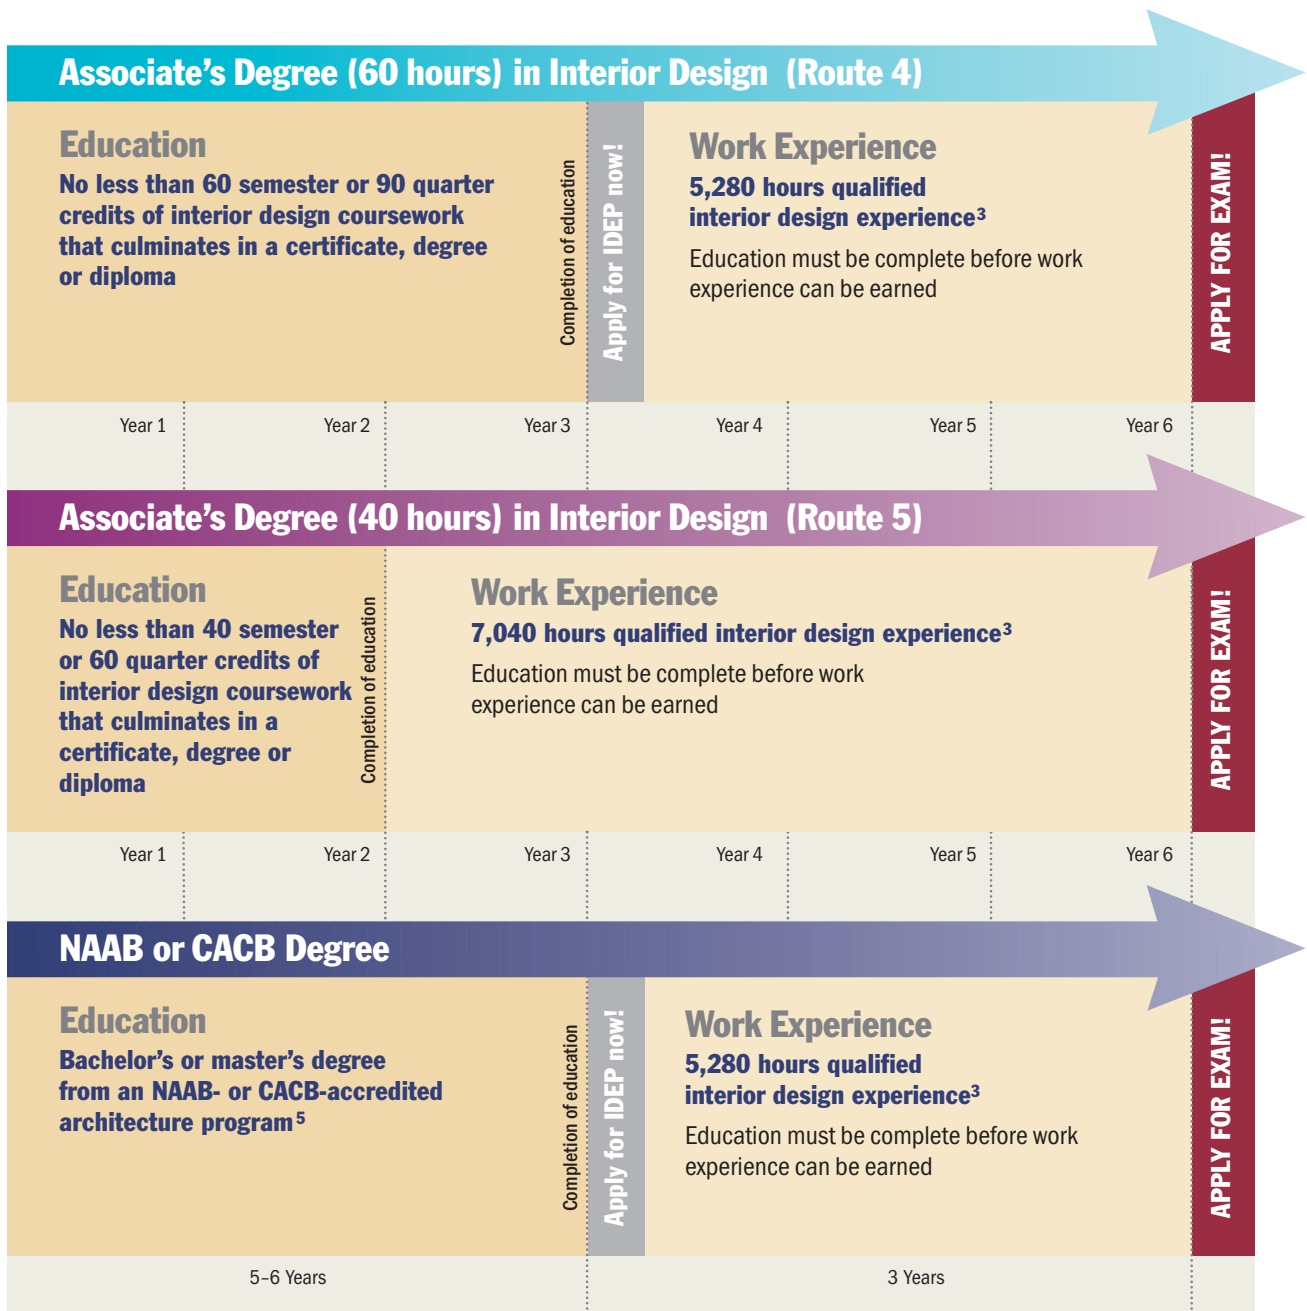 Associate’s Degree (60 hours) in Interior Design (Route 4)
Education
No less than 60 semester or 90 quarter
credits of interior design coursework
that culminates in a certificate, degree
or diploma
Completion of education
Apply for IDEP now!
Work Experience
5,280 hours qualified
interior design experience³
Education must be complete before work
experience can be earned
APPLY FOR EXAM!
Year 1
Year 2
Year 3
Year 4
Year 5
Year 6
Associate’s Degree (40 hours) in Interior Design (Route 5)
Education
No less than 40 semester
or 60 quarter credits of
interior design coursework
that culminates in a
certificate, degree or
diploma
Completion of education
Work Experience
7,040 hours qualified interior design experience³
Education must be complete before work
experience can be earned
APPLY FOR EXAM!
Year 1
Year 2
Year 3
Year 4
Year 5
Year 6
NAAB or CACB Degree
Education
Bachelor’s or master’s degree
from an NAAB- or CACB-accredited
architecture program⁵
Completion of education
Apply for IDEP now!
Work Experience
5,280 hours qualified
interior design experience³
Education must be complete before work
experience can be earned
APPLY FOR EXAM!
5–6 Years
3 Years